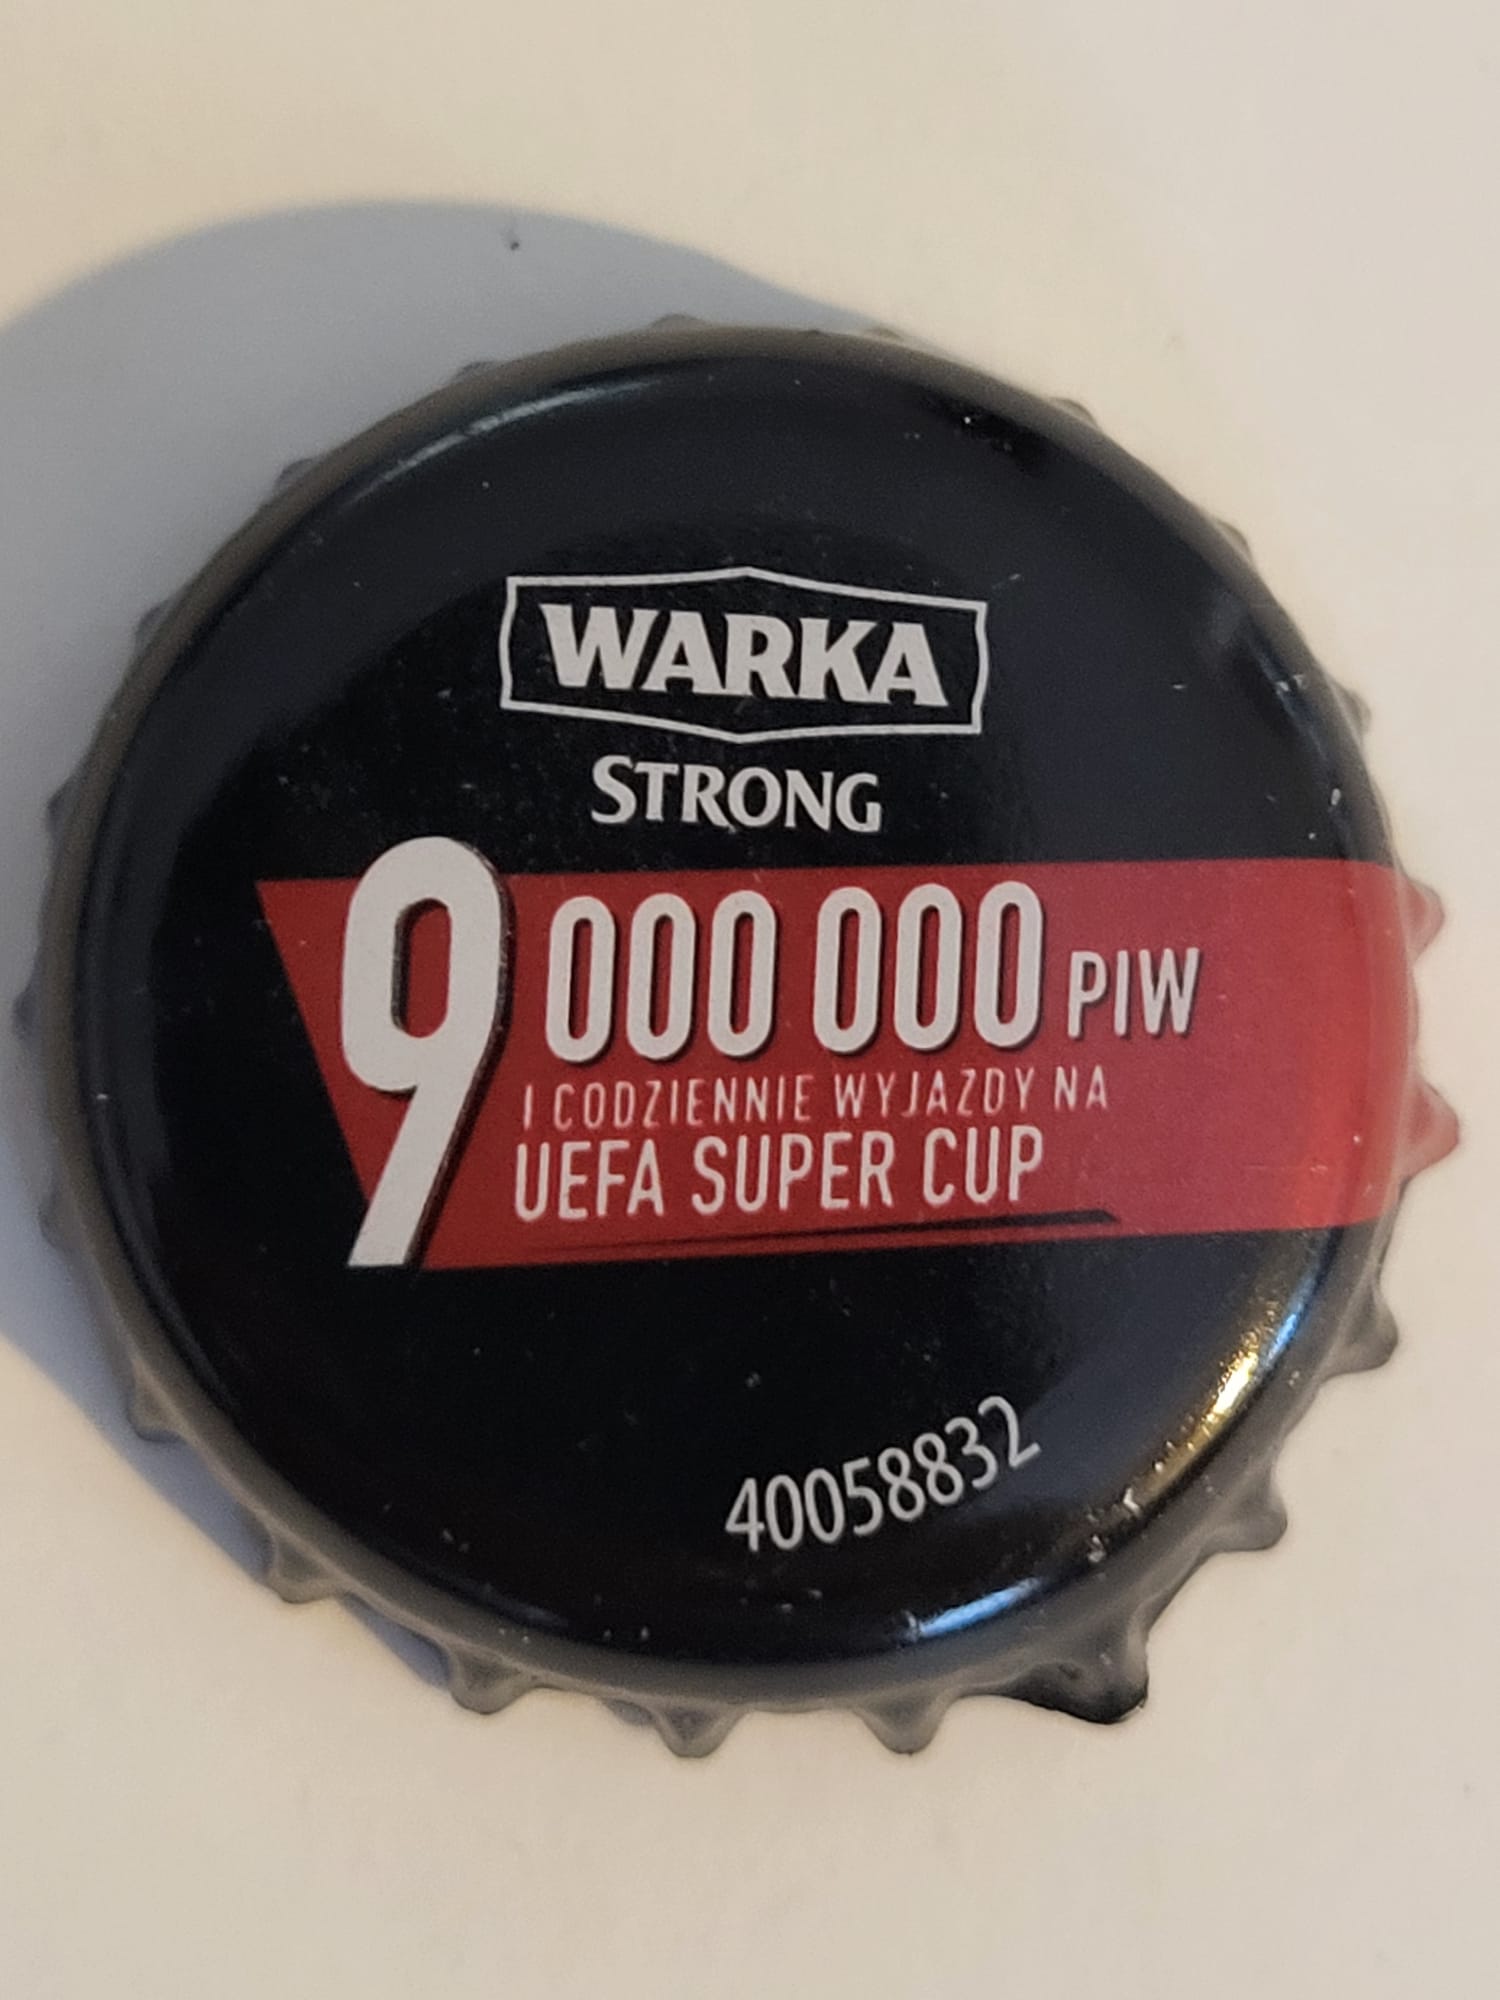 WARKA
STRONG
9 000 000 PIW
I CODZIENNIE WYJAZDY NA
UEFA SUPER CUP
40058832